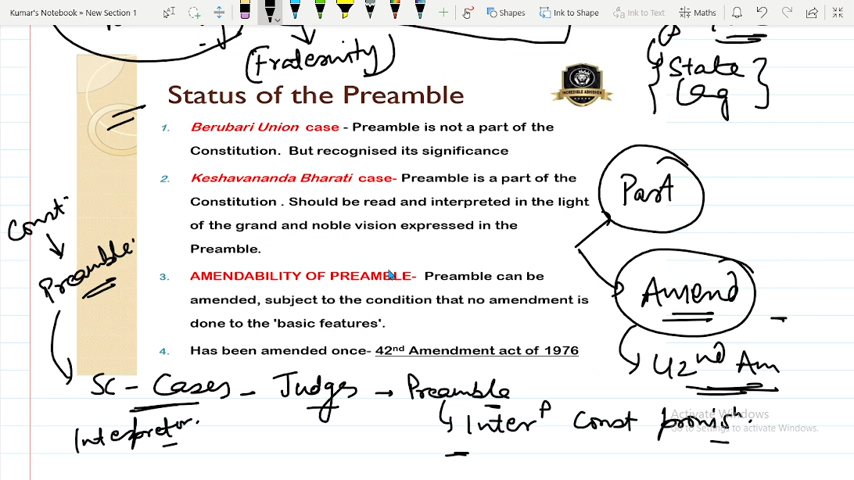 Kumar's Notebook » New Section 1
Shapes
Ink to Shape
Ink to Text
Maths
(Fraternity)
State
Status of the Preamble
1. Berubari Union case - Preamble is not a part of the
Constitution. But recognised its significance
2. Keshavananda Bharati case- Preamble is a part of the
Constitution . Should be read and interpreted in the light
of the grand and noble vision expressed in the
Preamble.
3. AMENDABILITY OF PREAMBLE- Preamble can be
amended, subject to the condition that no amendment is
done to the 'basic features'.
4. Has been amended once- 42nd Amendment act of 1976
Part
Amend
42nd Am
Const
Preamble
SC - Cases - Judges → Preamble
Interpretor.
Inter Const
Activate Windows
Go to Settings to activate Windows.